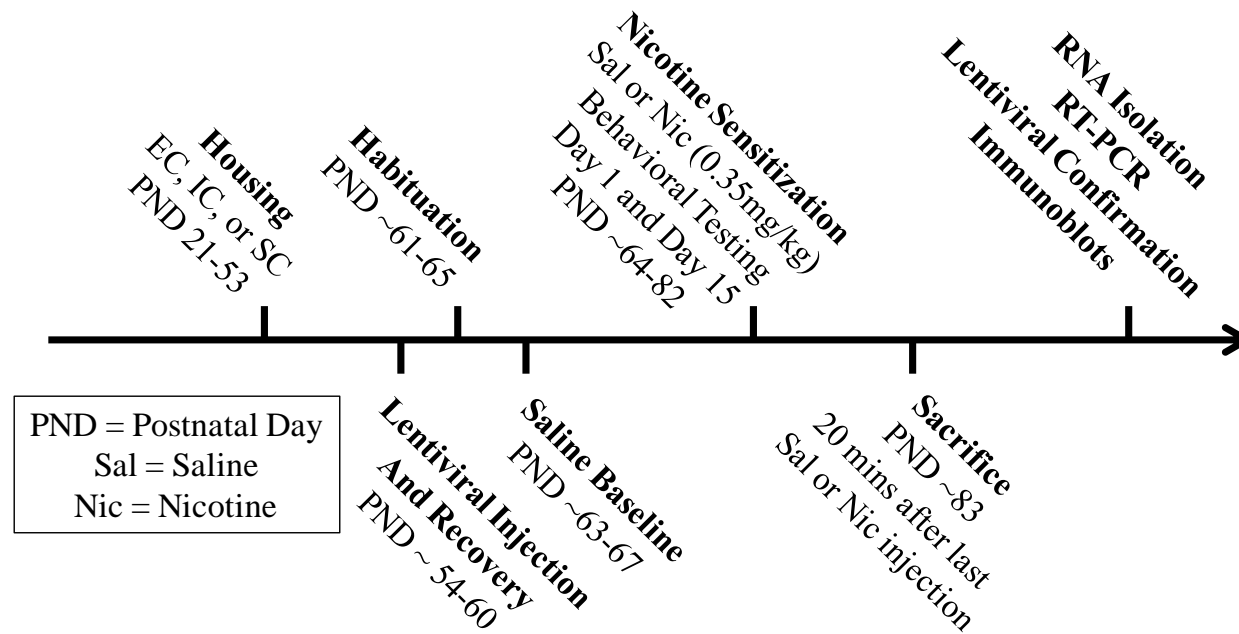 Housing
EC, IC, or SC
PND 21-53
Lentiviral Injection
And Recovery
PND ~ 54-60
Habituation
PND ~61-65
Saline Baseline
PND ~63-67
Nicotine Sensitization
Sal or Nic (0.35mg/kg)
Behavioral Testing
Day 1 and Day 15
PND ~64-82
Sacrifice
PND ~83
20 mins after last
Sal or Nic injection
RNA Isolation
RT-PCR
Lentiviral Confirmation
Immunoblots
PND = Postnatal Day
Sal = Saline
Nic = Nicotine